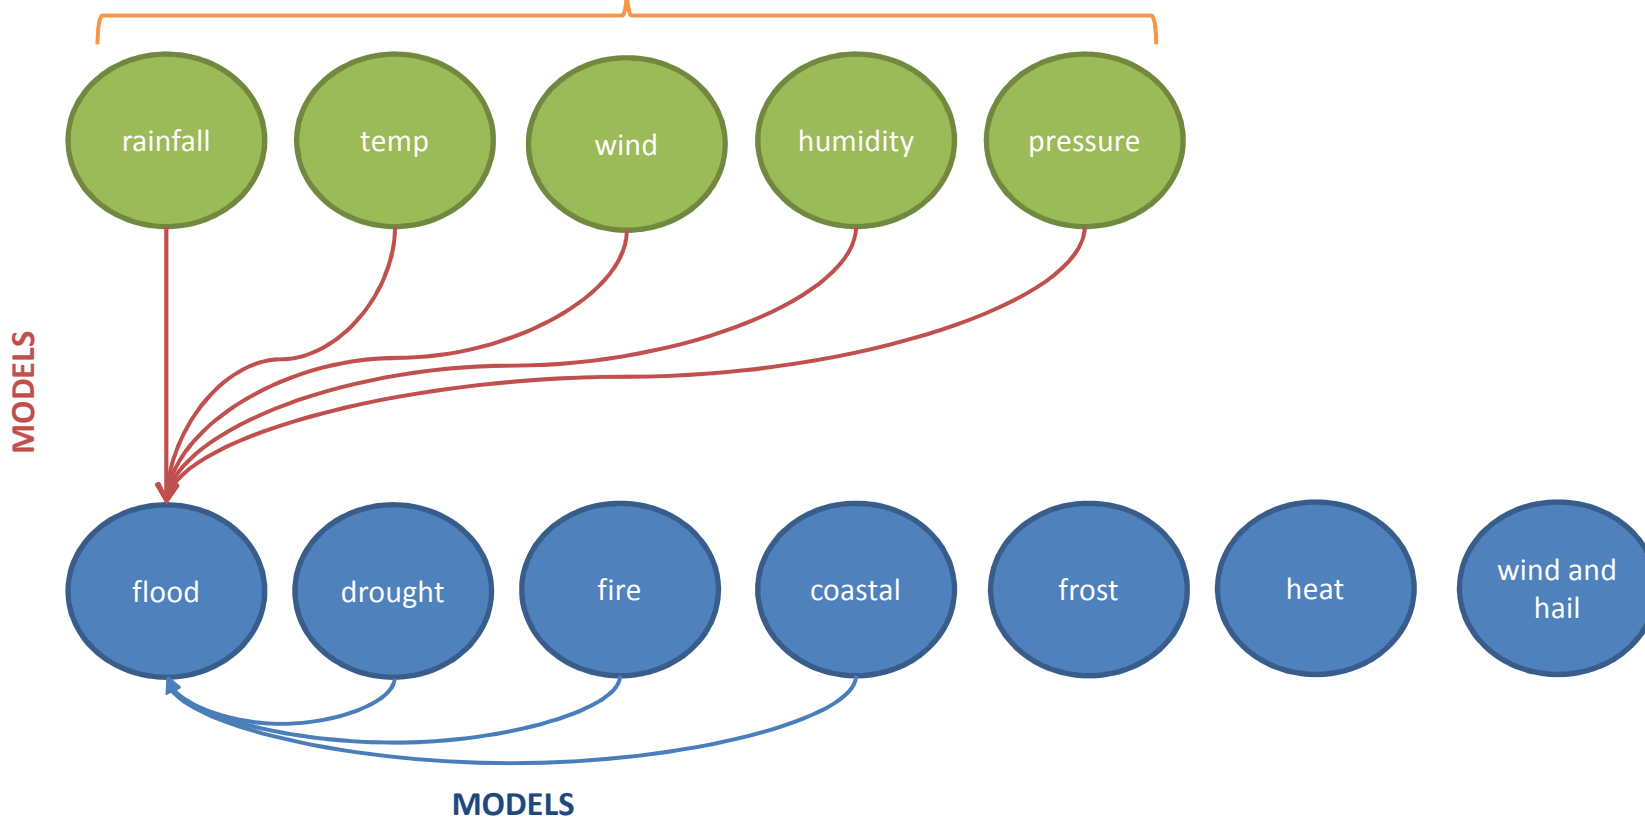 rainfall
temp
wind
humidity
pressure
MODELS
flood
drought
fire
coastal
frost
heat
wind and
hail
MODELS